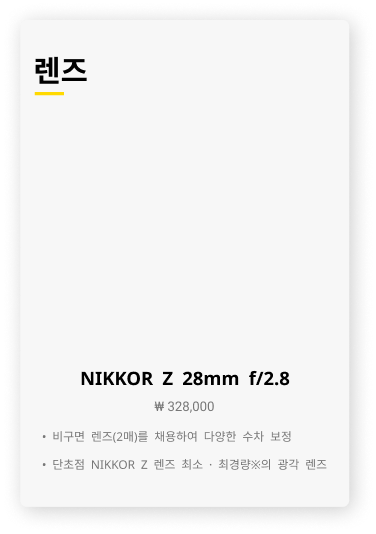 렌즈
NIKKOR Z 28mm f/2.8
₩ 328,000
• 비구면 렌즈(2매)를 채용하여 다양한 수차 보정
• 단초점 NIKKOR Z 렌즈 최소 · 최경량※의 광각 렌즈